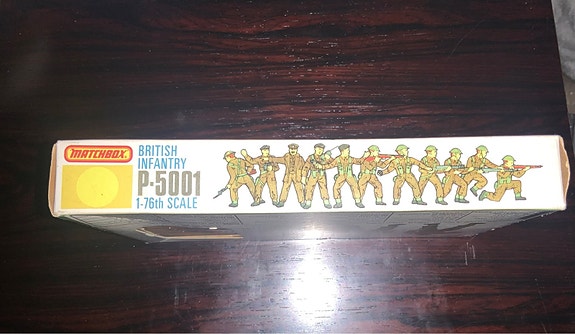 MATCHBOX
BRITISH
INFANTRY
P-5001
1-76th SCALE